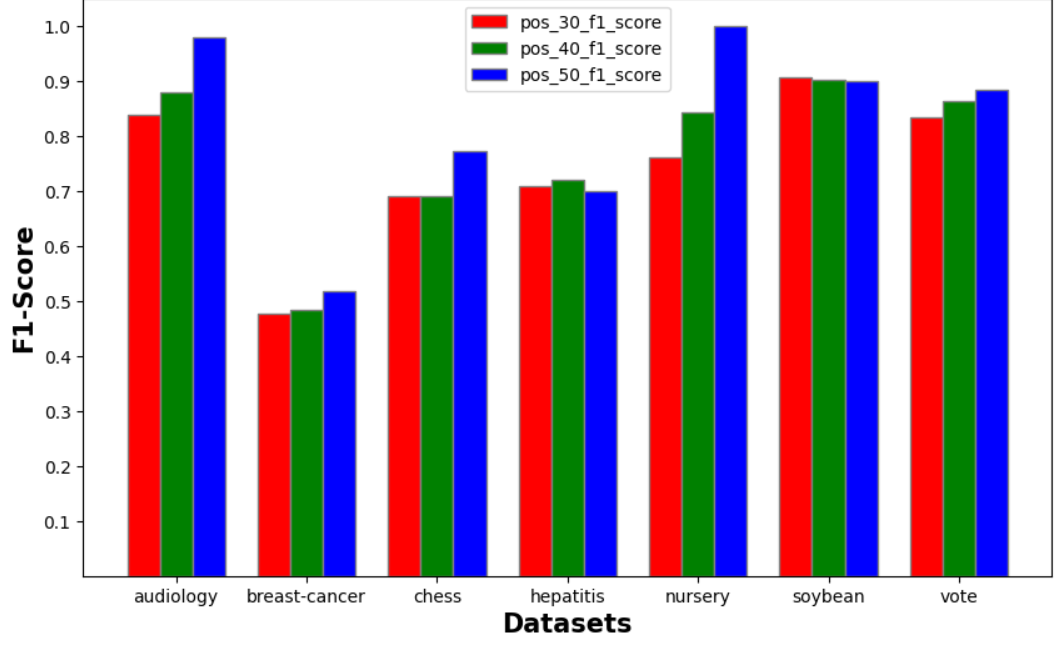 1.0
0.9
0.8
0.7
0.6
0.5
0.4
0.3
0.2
0.1
F1-Score
pos_30_f1_score
pos_40_f1_score
pos_50_f1_score
audiology breast-cancer chess hepatitis nursery soybean vote
Datasets